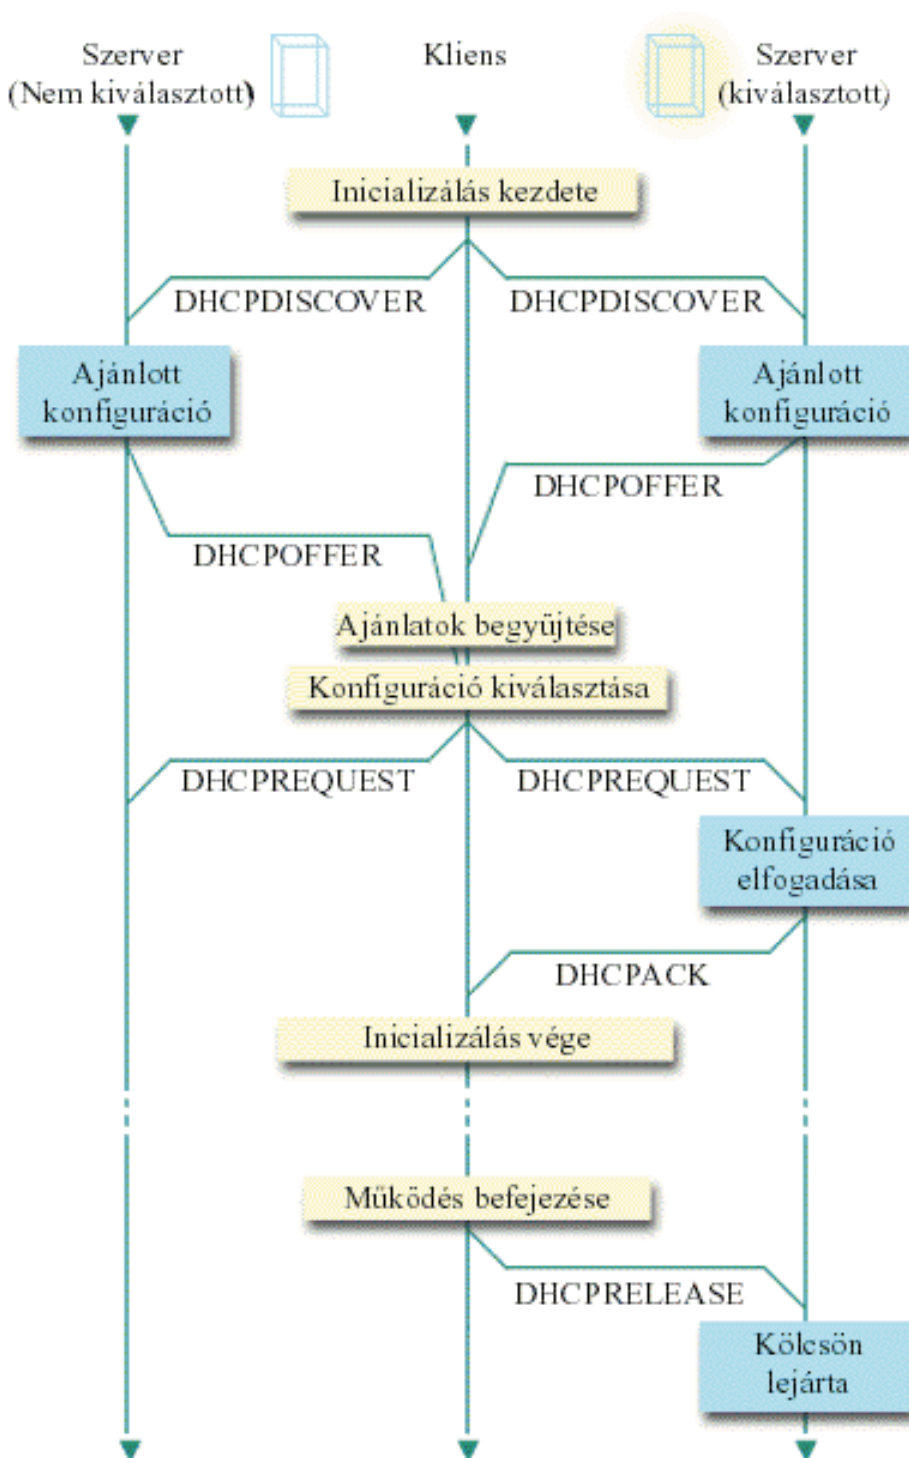 Szerver
(Nem kiválasztott)
Kliens
Szerver
(kiválasztott)
Inicializálás kezdete
DHCPDISCOVER
DHCPDISCOVER
Ajánlott
konfiguráció
Ajánlott
konfiguráció
DHCPOFFER
DHCPOFFER
Ajánlatok begyüjtése
Konfiguráció kiválasztása
DHCPREQUEST
DHCPREQUEST
Konfiguráció
elfogadása
DHCPACK
Inicializálás vége
Működés befejezése
DHCPRELEASE
Kölcsön
lejárta